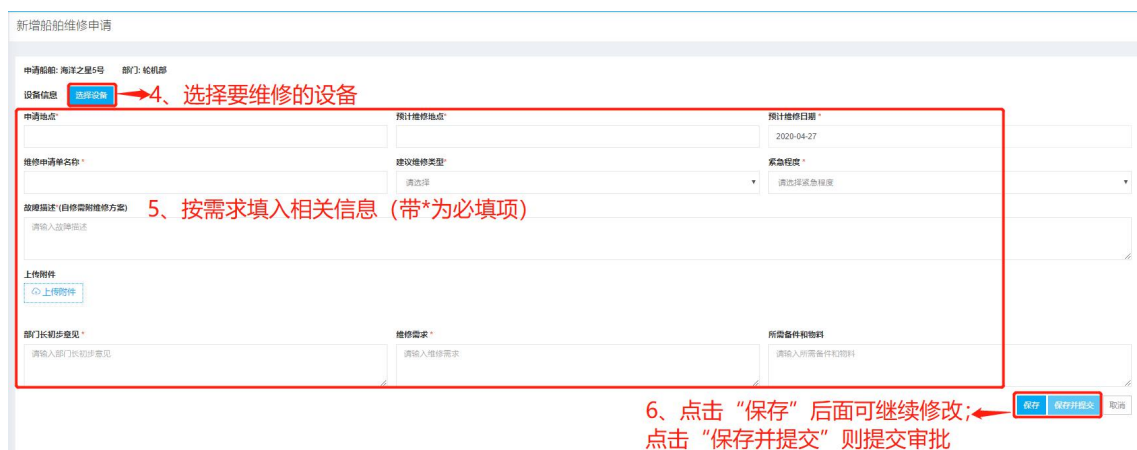 新增船舶维修申请
申请船舶: 海洋之星5号 部门: 轮机部
设备信息 选择设备 4、选择要维修的设备
申请地点* 预计维修地点* 预计维修日期 *
2020-04-27
维修申请单名称 * 建议维修类型* 紧急程度 *
请选择 请选择紧急程度
故障描述*(自修需附维修方案) 5、按需求填入相关信息（带*为必填项）
请输入故障描述
上传附件
上传附件
部门长初步意见 * 维修需求 * 所需备件和物料
请输入部门长初步意见 请输入维修需求 请输入所需备件和物料
保存 保存并提交 取消
6、点击“保存”后面可继续修改；
点击“保存并提交”则提交审批